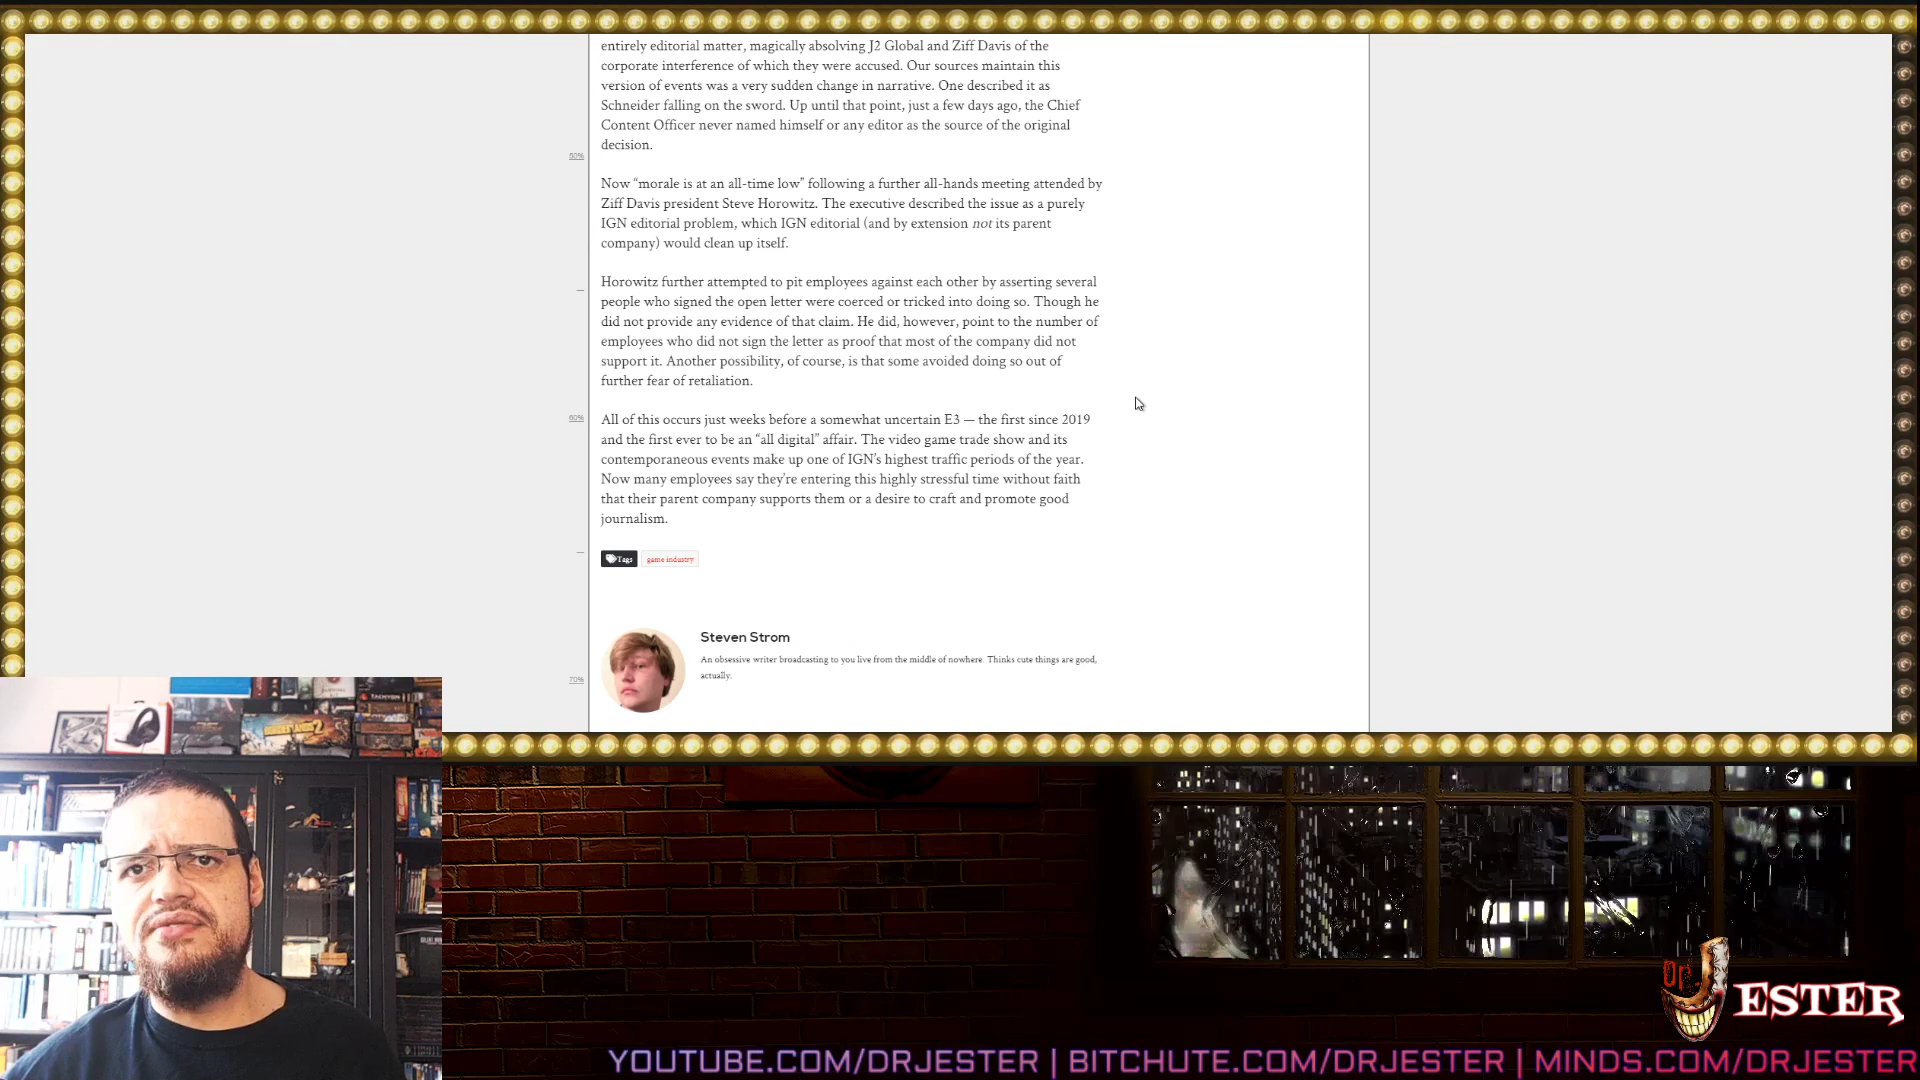 entirely editorial matter, magically absolving J2 Global and Ziff Davis of the
corporate interference of which they were accused. Our sources maintain this
version of events was a very sudden change in narrative. One described it as
Schneider falling on the sword. Up until that point, just a few days ago, the Chief
Content Officer never named himself or any editor as the source of the original
decision.
50%
Now “morale is at an all-time low” following a further all-hands meeting attended by
Ziff Davis president Steve Horowitz. The executive described the issue as a purely
IGN editorial problem, which IGN editorial (and by extension not its parent
company) would clean up itself.
Horowitz further attempted to pit employees against each other by asserting several
people who signed the open letter were coerced or tricked into doing so. Though he
did not provide any evidence of that claim. He did, however, point to the number of
employees who did not sign the letter as proof that most of the company did not
support it. Another possibility, of course, is that some avoided doing so out of
further fear of retaliation.
60%
All of this occurs just weeks before a somewhat uncertain E3 — the first since 2019
and the first ever to be an “all digital” affair. The video game trade show and its
contemporaneous events make up one of IGN’s highest traffic periods of the year.
Now many employees say they’re entering this highly stressful time without faith
that their parent company supports them or a desire to craft and promote good
journalism.
Tags game industry
Steven Strom
An obsessive writer broadcasting to you live from the middle of nowhere. Thinks cute things are good,
actually.
70%
BORDERLANDS 2
Dr. JESTER
YOUTUBE.COM/DRJESTER | BITCHUTE.COM/DRJESTER | MINDS.COM/DRJESTER